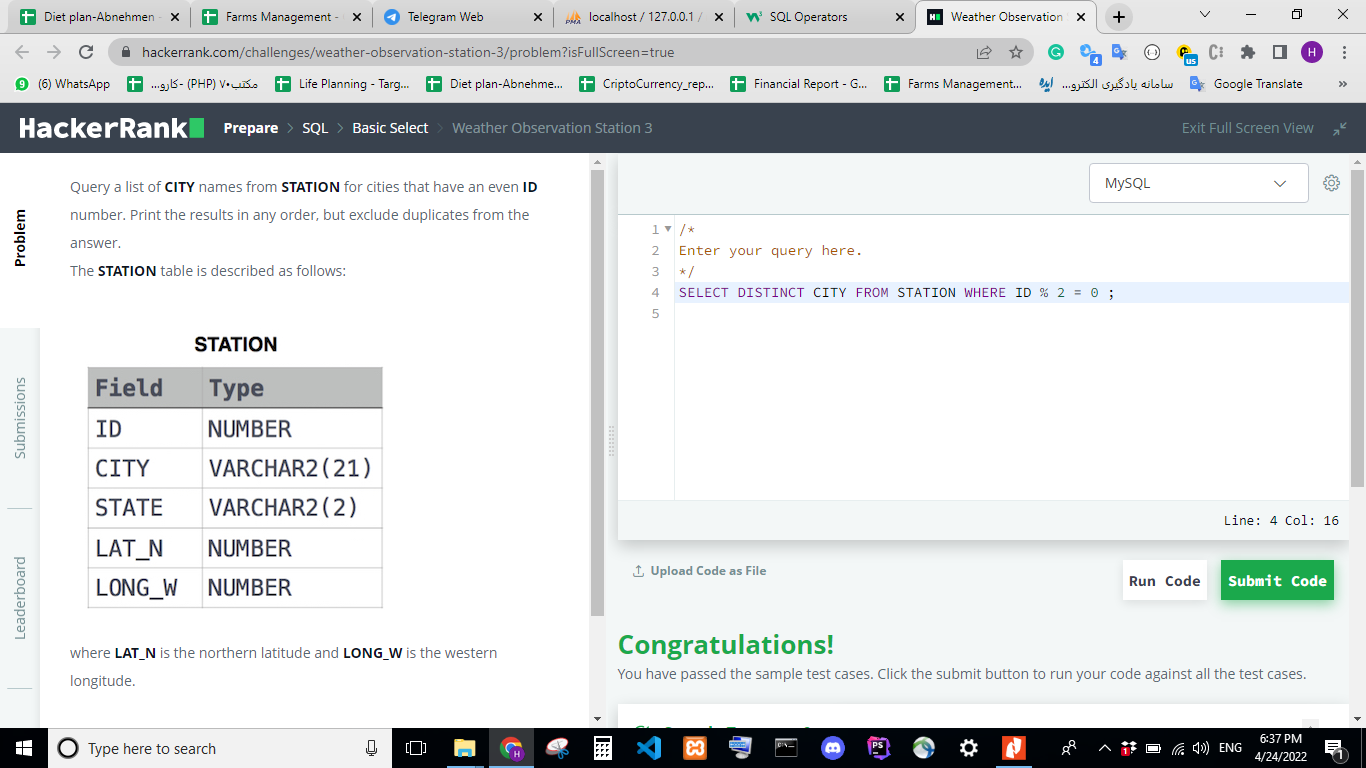 Diet plan-Abnehmen -
Farms Management -
Telegram Web
localhost / 127.0.0.1 /
SQL Operators
Weather Observation
hackerrank.com/challenges/weather-observation-station-3/problem?isFullScreen=true
4
us
H
9 (6) WhatsApp
مکتب۷۰ (PHP) -کارو...
Life Planning - Targ...
Diet plan-Abnehme...
CriptoCurrency_rep...
Financial Report - G...
Farms Management...
سامانه یادگیری الکترو...
Google Translate
»
HackerRank
Prepare > SQL > Basic Select > Weather Observation Station 3
Exit Full Screen View
Problem
Submissions
Leaderboard
Query a list of CITY names from STATION for cities that have an even ID
number. Print the results in any order, but exclude duplicates from the
answer.
The STATION table is described as follows:
STATION
Field Type
ID NUMBER
CITY VARCHAR2(21)
STATE VARCHAR2(2)
LAT_N NUMBER
LONG_W NUMBER
where LAT_N is the northern latitude and LONG_W is the western
longitude.
MySQL
1 /*
2 Enter your query here.
3 */
4 SELECT DISTINCT CITY FROM STATION WHERE ID % 2 = 0 ;
5
Line: 4 Col: 16
Upload Code as File
Run Code
Submit Code
Congratulations!
You have passed the sample test cases. Click the submit button to run your code against all the test cases.
Type here to search
ENG
6:37 PM
4/24/2022
1